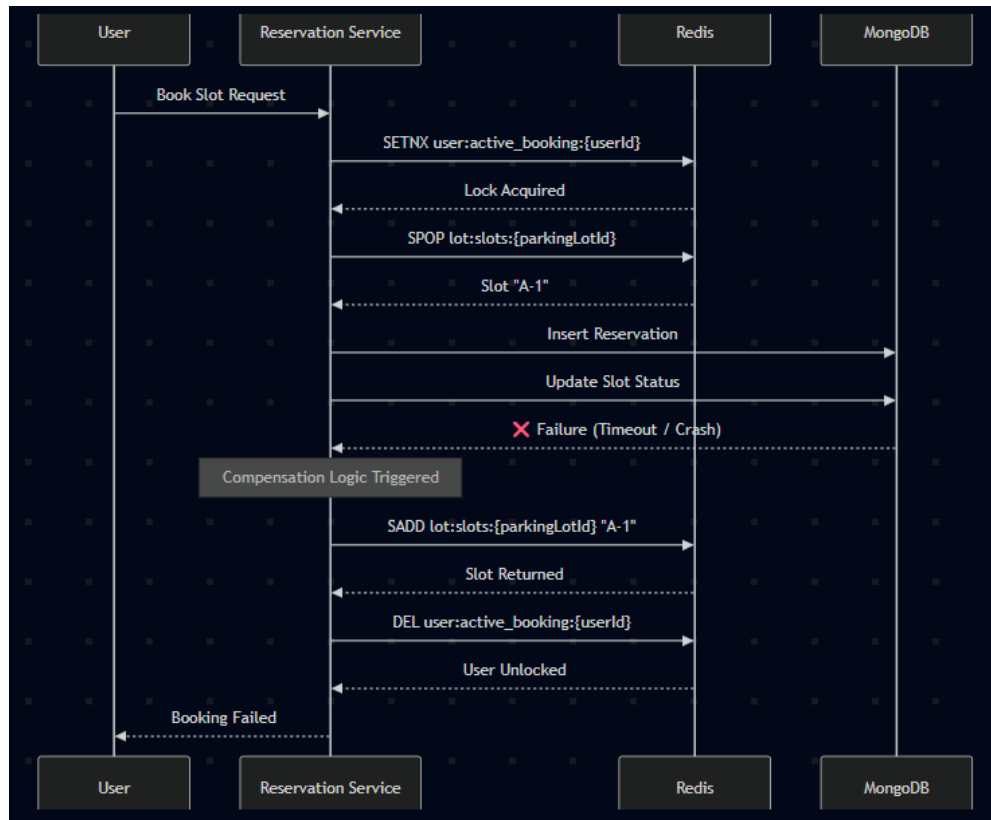 User
Reservation Service
Redis
MongoDB
Book Slot Request
SETNX user:active_booking:{userId}
Lock Acquired
SPOP lot:slots:{parkingLotId}
Slot "A-1"
Insert Reservation
Update Slot Status
❌ Failure (Timeout / Crash)
Compensation Logic Triggered
SADD lot:slots:{parkingLotId} "A-1"
Slot Returned
DEL user:active_booking:{userId}
User Unlocked
Booking Failed
User
Reservation Service
Redis
MongoDB